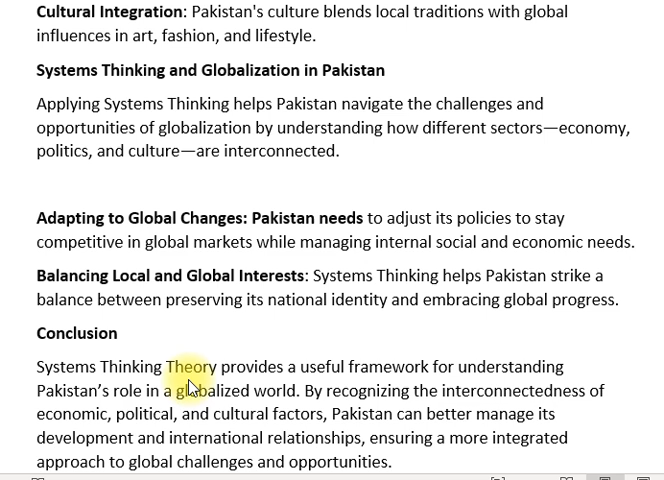 Cultural Integration: Pakistan's culture blends local traditions with global
influences in art, fashion, and lifestyle.
Systems Thinking and Globalization in Pakistan
Applying Systems Thinking helps Pakistan navigate the challenges and
opportunities of globalization by understanding how different sectors—economy,
politics, and culture—are interconnected.
Adapting to Global Changes: Pakistan needs to adjust its policies to stay
competitive in global markets while managing internal social and economic needs.
Balancing Local and Global Interests: Systems Thinking helps Pakistan strike a
balance between preserving its national identity and embracing global progress.
Conclusion
Systems Thinking Theory provides a useful framework for understanding
Pakistan’s role in a globalized world. By recognizing the interconnectedness of
economic, political, and cultural factors, Pakistan can better manage its
development and international relationships, ensuring a more integrated
approach to global challenges and opportunities.